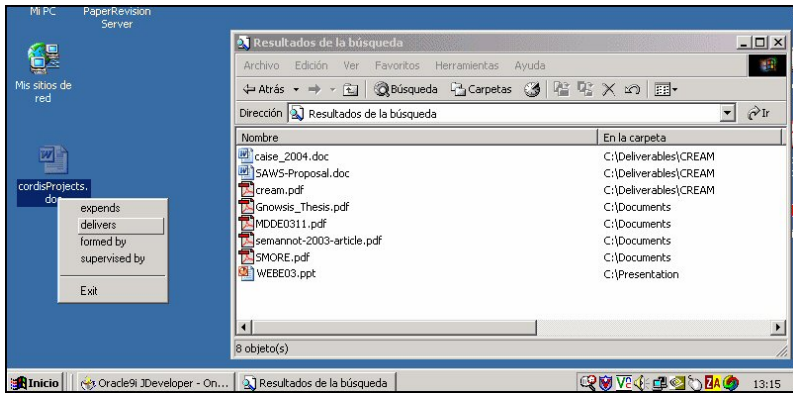 Mi PC
PaperRevision
Server
Mis sitios de
red
cordisProjects.
doc
expends
delivers
formed by
supervised by
Exit
Resultados de la búsqueda
Archivo Edición Ver Favoritos Herramientas Ayuda
Atrás Búsqueda Carpetas
Dirección Resultados de la búsqueda Ir
Nombre En la carpeta
caise_2004.doc C:\Deliverables\CREAM
SAWS-Proposal.doc C:\Deliverables\CREAM
cream.pdf C:\Deliverables\CREAM
Gnowsis_Thesis.pdf C:\Documents
MDDE0311.pdf C:\Documents
semannot-2003-article.pdf C:\Documents
SMORE.pdf C:\Documents
WEBE03.ppt C:\Presentation
8 objeto(s)
Inicio Oracle9i JDeveloper - On... Resultados de la búsqueda ZA 13:15